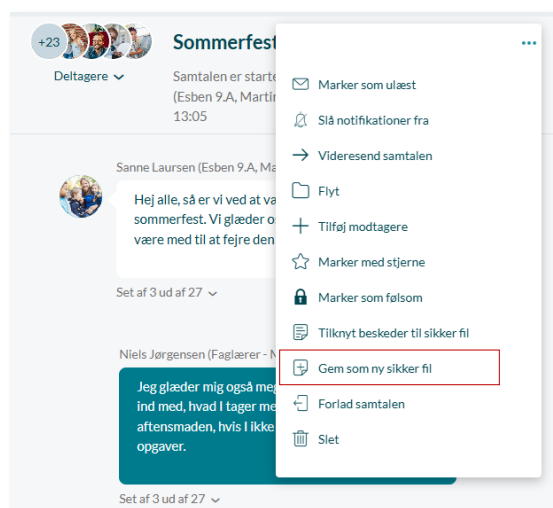 +23
Sommerfest
Deltagere
Samtalen er starte
(Esben 9.A, Martin
13:05
Sanne Laursen (Esben 9.A, Ma
Hej alle, så er vi ved at va
sommerfest. Vi glæder o
være med til at fejre den
Set af 3 ud af 27
Niels Jørgensen (Faglærer - N
Jeg glæder mig også meg
ind med, hvad I tager me
aftensmaden, hvis I ikke
opgaver.
Set af 3 ud af 27
Marker som ulæst
Slå notifikationer fra
Videresend samtalen
Flyt
Tilføj modtagere
Marker med stjerne
Marker som følsom
Tilknyt beskeder til sikker fil
Gem som ny sikker fil
Forlad samtalen
Slet